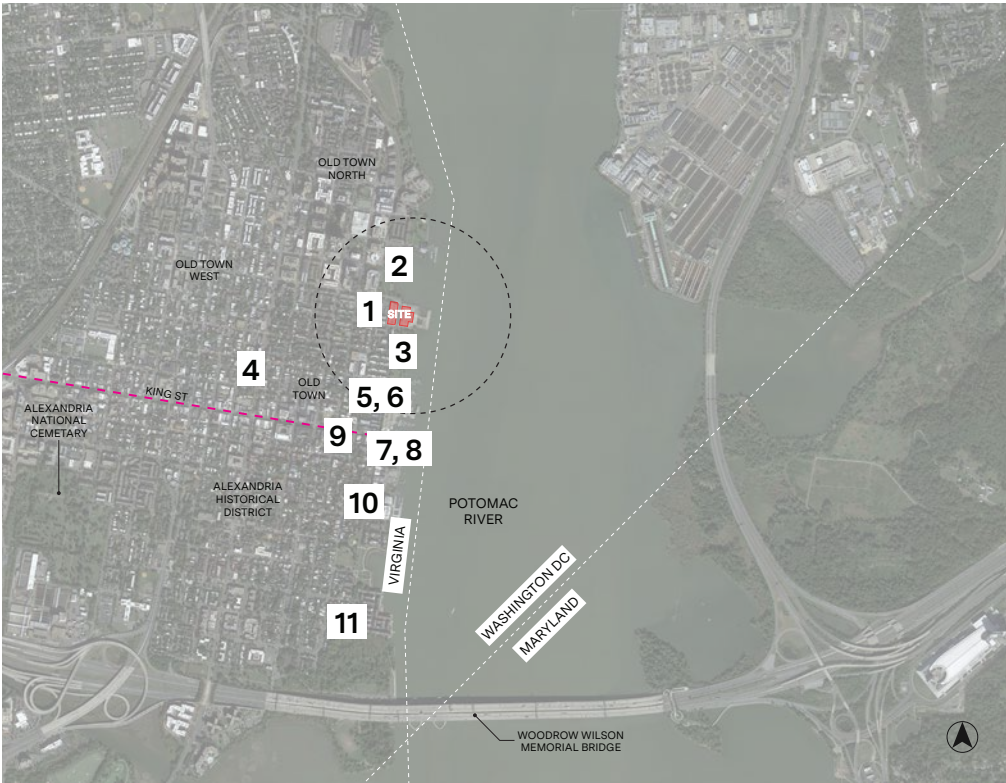 OLD TOWN
NORTH
OLD TOWN
WEST
2
1
SITE
3
4
KING ST
OLD
TOWN
5, 6
ALEXANDRIA
NATIONAL
CEMETARY
9
7, 8
ALEXANDRIA
HISTORICAL
DISTRICT
10
POTOMAC
RIVER
VIRGINIA
WASHINGTON DC
MARYLAND
11
WOODROW WILSON
MEMORIAL BRIDGE